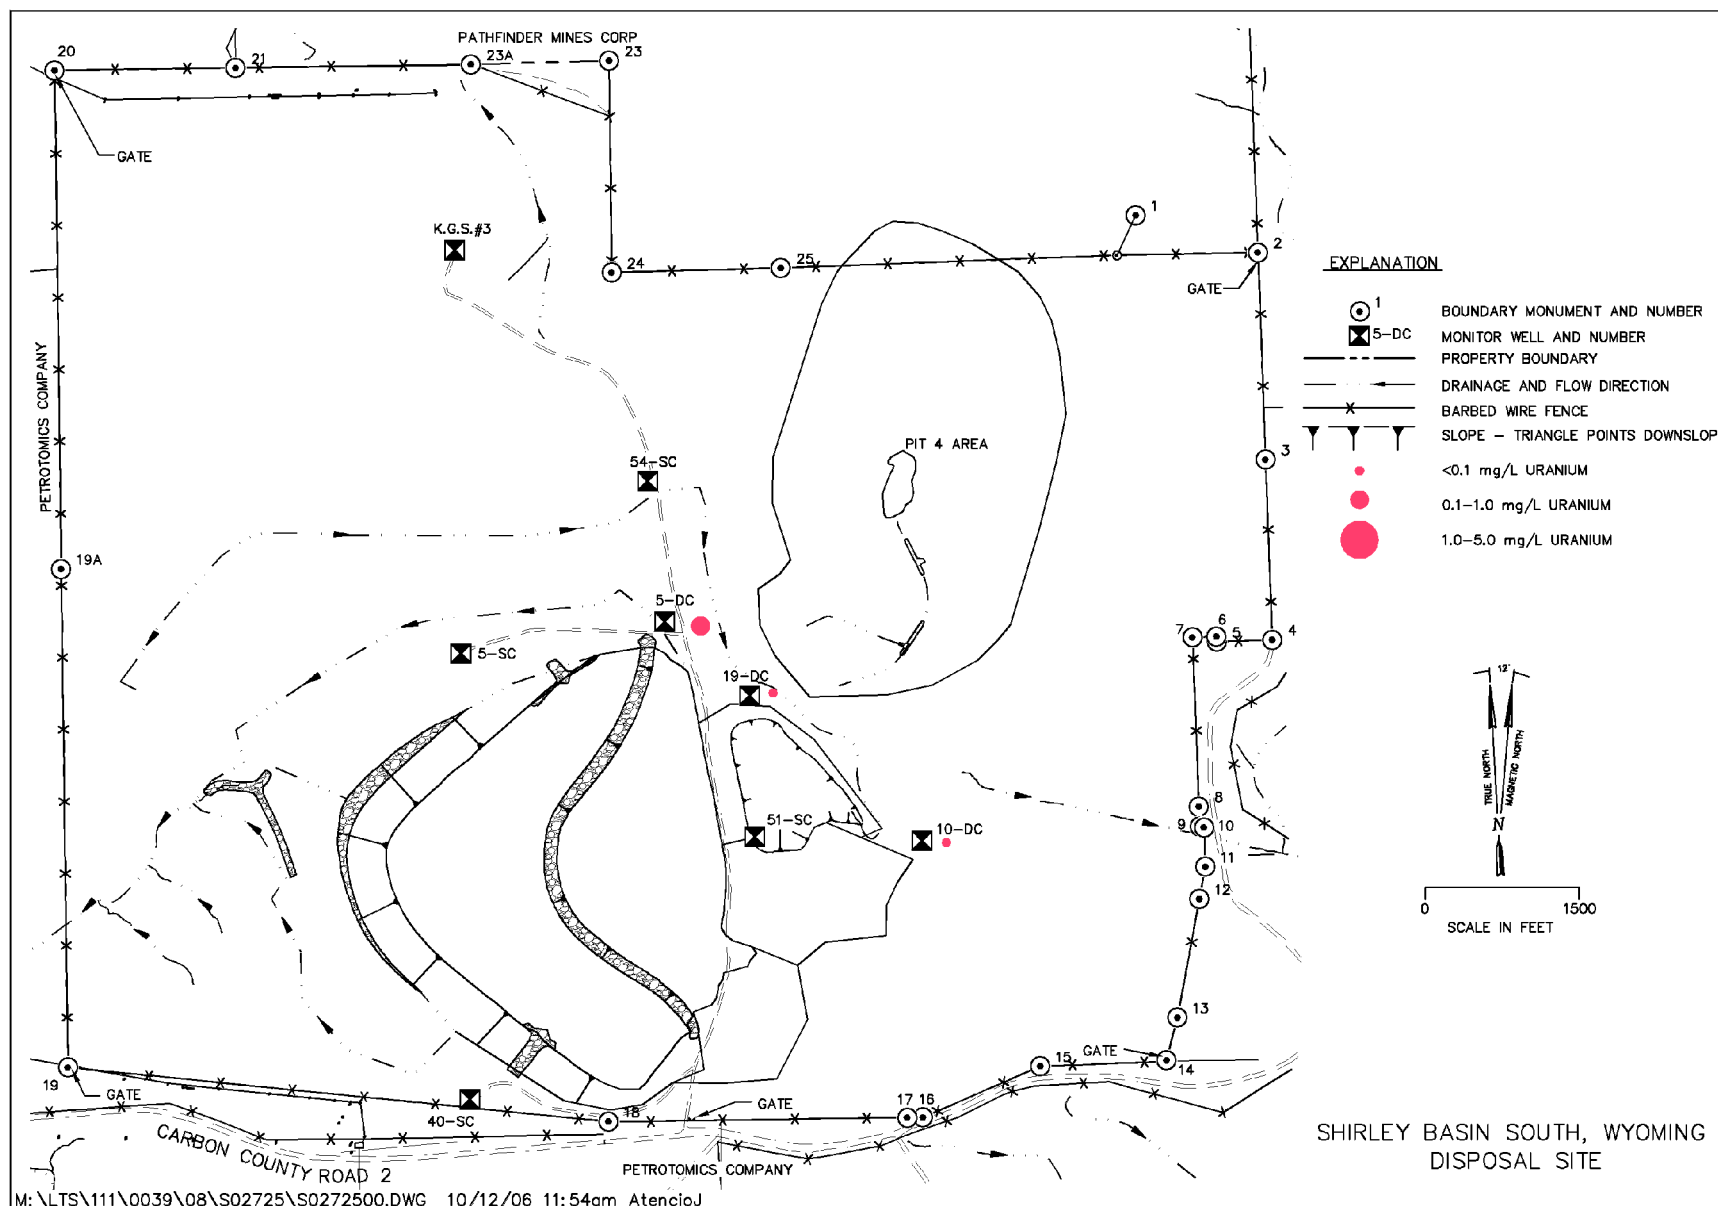 PATHFINDER MINES CORP
20
21
23A
23
GATE
1
K.G.S.#3
24
25
2
GATE
EXPLANATION
1
BOUNDARY MONUMENT AND NUMBER
5-DC
MONITOR WELL AND NUMBER
PROPERTY BOUNDARY
DRAINAGE AND FLOW DIRECTION
BARBED WIRE FENCE
SLOPE - TRIANGLE POINTS DOWNSLOP
<0.1 mg/L URANIUM
0.1-1.0 mg/L URANIUM
1.0-5.0 mg/L URANIUM
PETROTOMICS COMPANY
PIT 4 AREA
3
54-SC
19A
5-DC
5-SC
7
6
5
4
19-DC
12'
TRUE NORTH
MAGNETIC NORTH
N
8
51-SC
10-DC
9
10
11
12
0
1500
SCALE IN FEET
13
GATE
15
14
19
GATE
40-SC
18
GATE
17
16
CARBON COUNTY ROAD 2
PETROTOMICS COMPANY
SHIRLEY BASIN SOUTH, WYOMING
DISPOSAL SITE
M:\LTS\111\0039\08\S02725\S0272500.DWG 10/12/06 11:54am AtencioJ